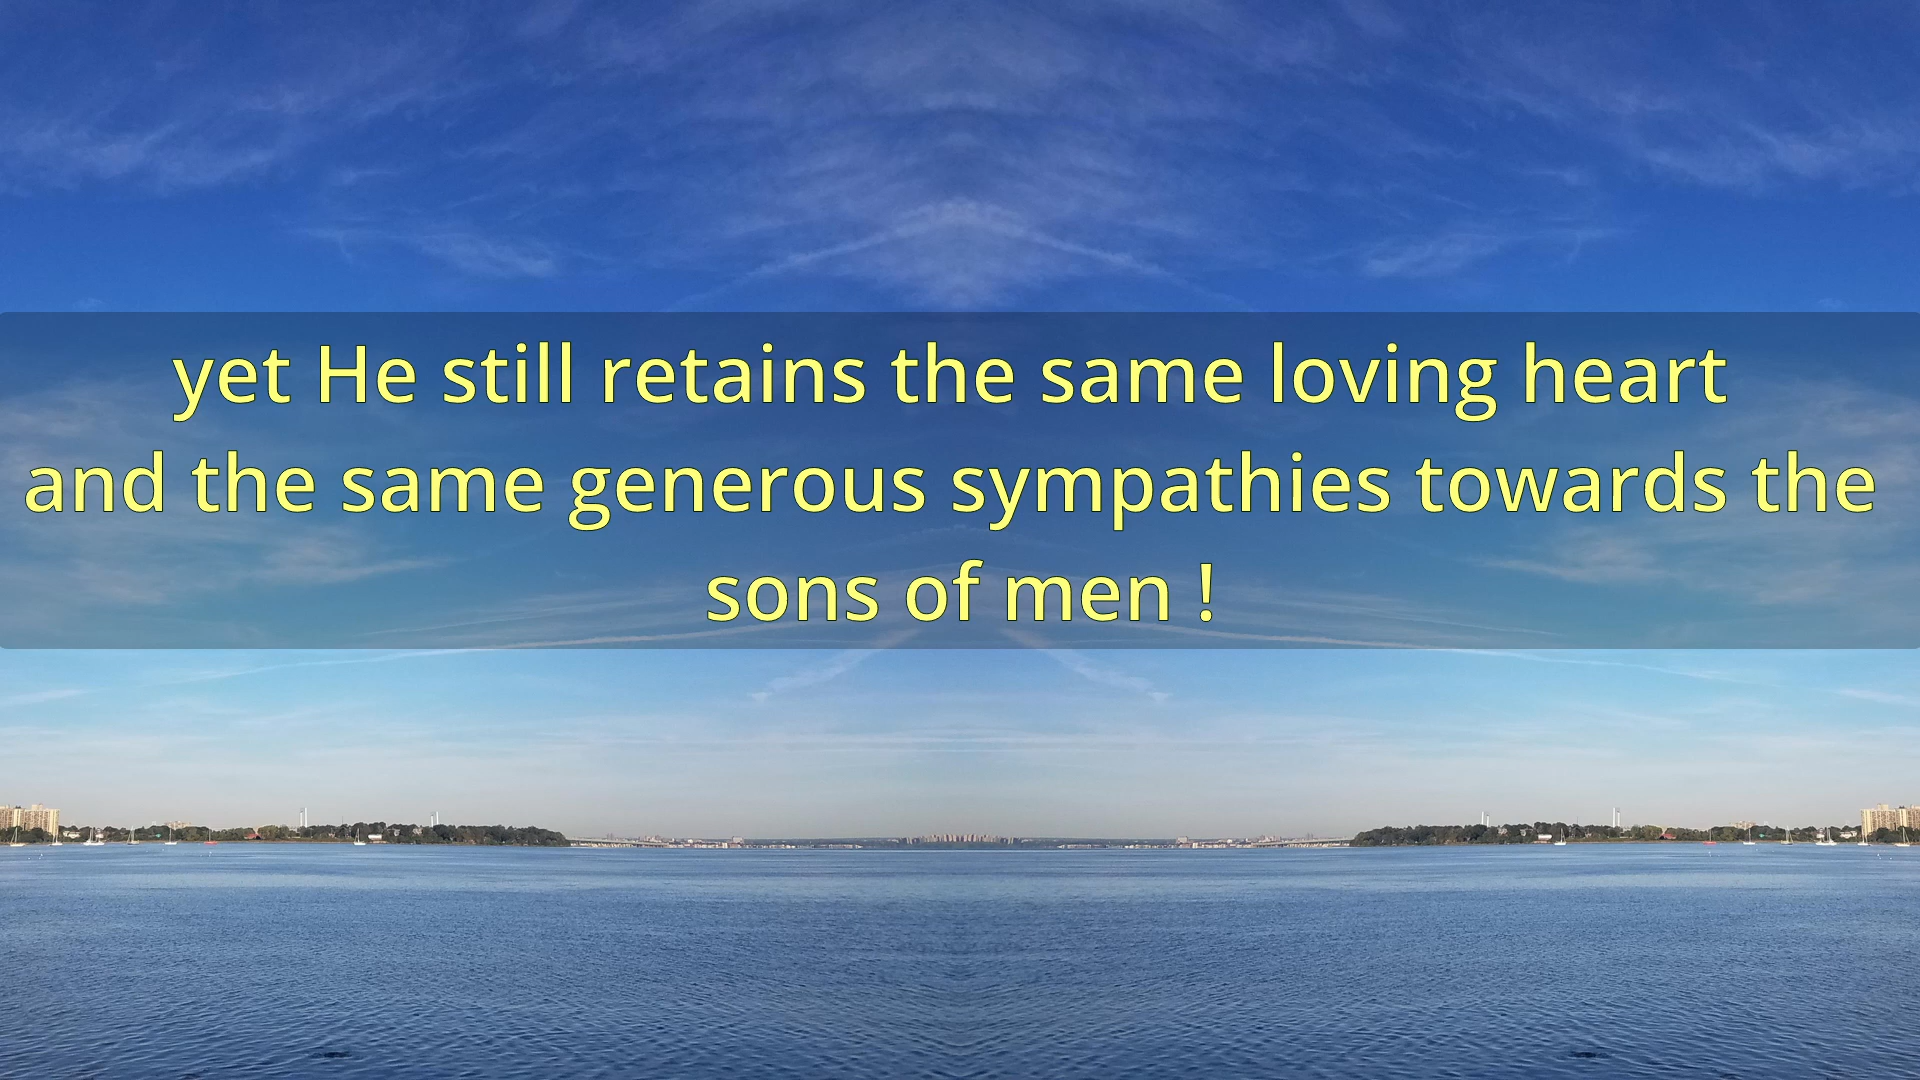 yet He still retains the same loving heart
and the same generous sympathies towards the
sons of men !